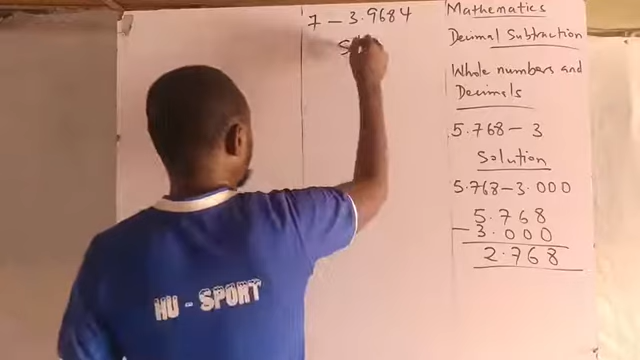 7 - 3.9684
Mathematics
Decimal Subtraction
Whole numbers and
Decimals
5.768 - 3
Solution
5.768 - 3.000
5.768
- 3.000
2.768
HU - SPORT